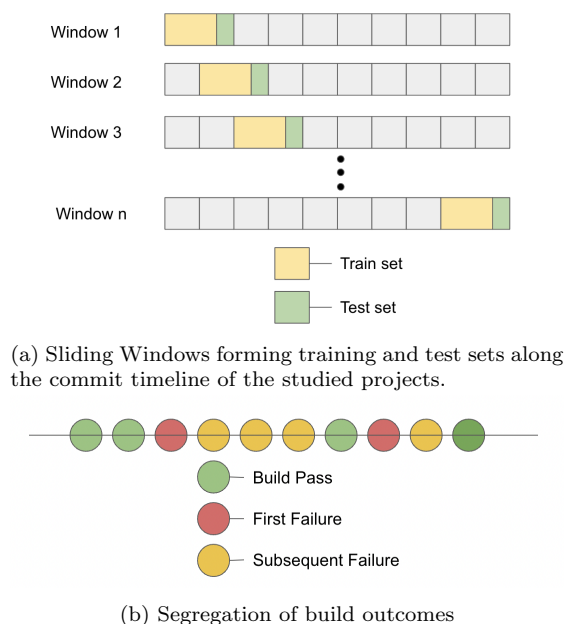 Window 1
Window 2
Window 3
Window n
Train set
Test set
(a) Sliding Windows forming training and test sets along
the commit timeline of the studied projects.
Build Pass
First Failure
Subsequent Failure
(b) Segregation of build outcomes